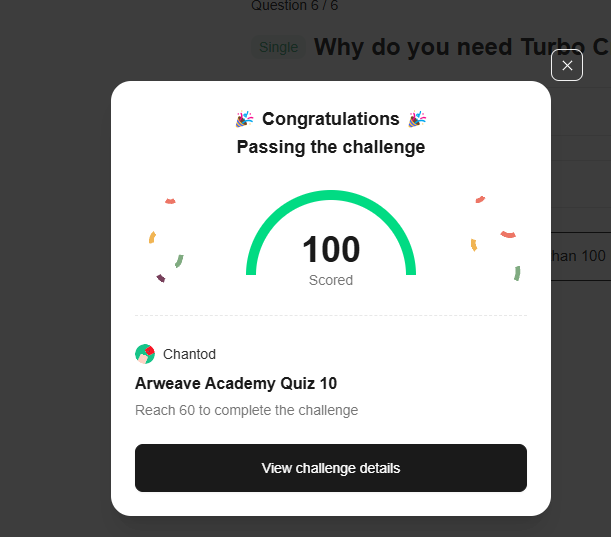 Question 6 / 6
Single Why do you need Turbo C
🎉 Congratulations 🎉
Passing the challenge
han 100
100
Scored
Chantod
Arweave Academy Quiz 10
Reach 60 to complete the challenge
View challenge details